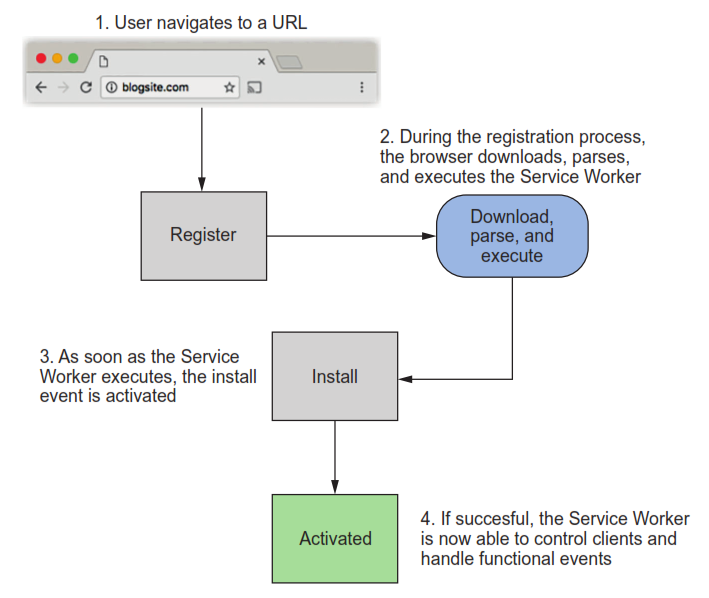 1. User navigates to a URL
blogsite.com
2. During the registration process,
the browser downloads, parses,
and executes the Service Worker
Register
Download,
parse, and
execute
3. As soon as the Service
Worker executes, the install
event is activated
Install
Activated
4. If succesful, the Service Worker
is now able to control clients and
handle functional events